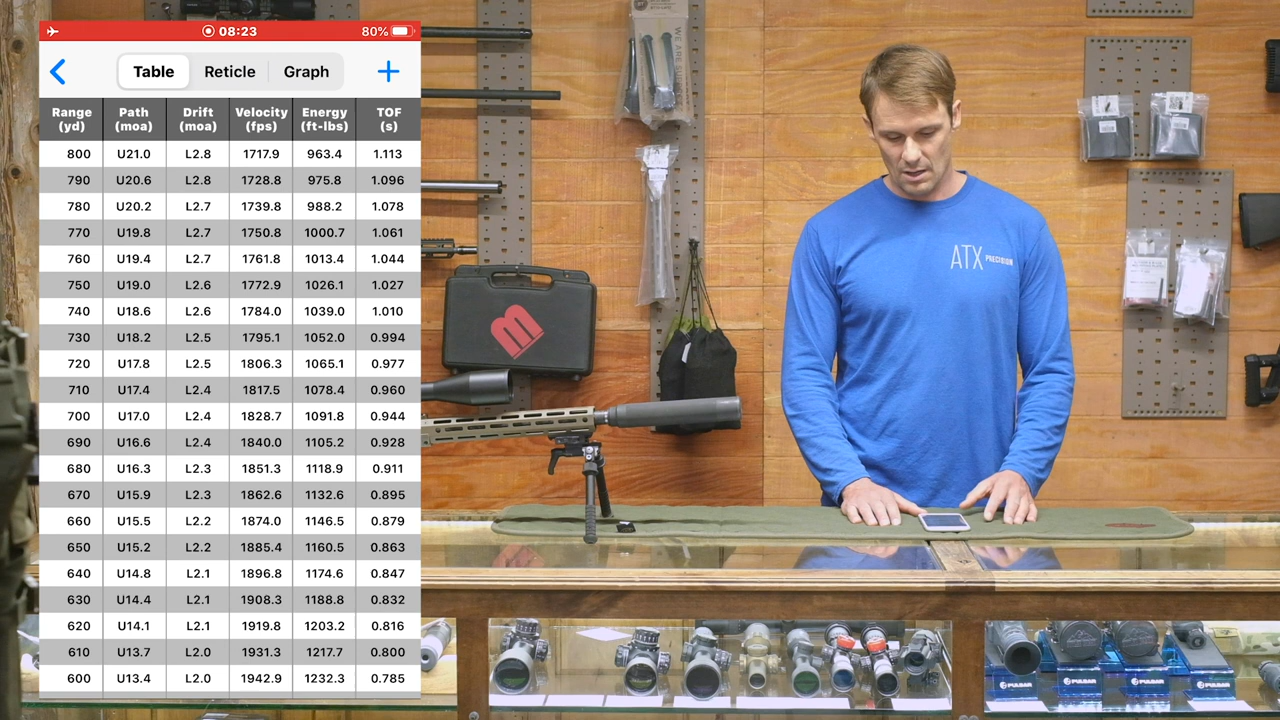 08:23
80%
Table Reticle Graph +
Range (yd) Path (moa) Drift (moa) Velocity (fps) Energy (ft-lbs) TOF (s)
800 U21.0 L2.8 1717.9 963.4 1.113
790 U20.6 L2.8 1728.8 975.8 1.096
780 U20.2 L2.7 1739.8 988.2 1.078
770 U19.8 L2.7 1750.8 1000.7 1.061
760 U19.4 L2.7 1761.8 1013.4 1.044
750 U19.0 L2.6 1772.9 1026.1 1.027
740 U18.6 L2.6 1784.0 1039.0 1.010
730 U18.2 L2.5 1795.1 1052.0 0.994
720 U17.8 L2.5 1806.3 1065.1 0.977
710 U17.4 L2.4 1817.5 1078.4 0.960
700 U17.0 L2.4 1828.7 1091.8 0.944
690 U16.6 L2.4 1840.0 1105.2 0.928
680 U16.3 L2.3 1851.3 1118.9 0.911
670 U15.9 L2.3 1862.6 1132.6 0.895
660 U15.5 L2.2 1874.0 1146.5 0.879
650 U15.2 L2.2 1885.4 1160.5 0.863
640 U14.8 L2.1 1896.8 1174.6 0.847
630 U14.4 L2.1 1908.3 1188.8 0.832
620 U14.1 L2.1 1919.8 1203.2 0.816
610 U13.7 L2.0 1931.3 1217.7 0.800
600 U13.4 L2.0 1942.9 1232.3 0.785
WE ARE
ATX PRECISION
PULSAR
PULSAR
PULSAR
PULSAR